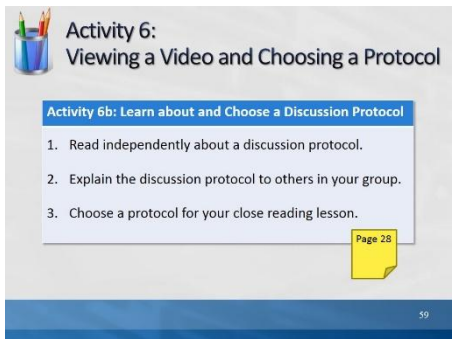 Activity 6:
Viewing a Video and Choosing a Protocol
Activity 6b: Learn about and Choose a Discussion Protocol
1. Read independently about a discussion protocol.
2. Explain the discussion protocol to others in your group.
3. Choose a protocol for your close reading lesson.
Page 28
59